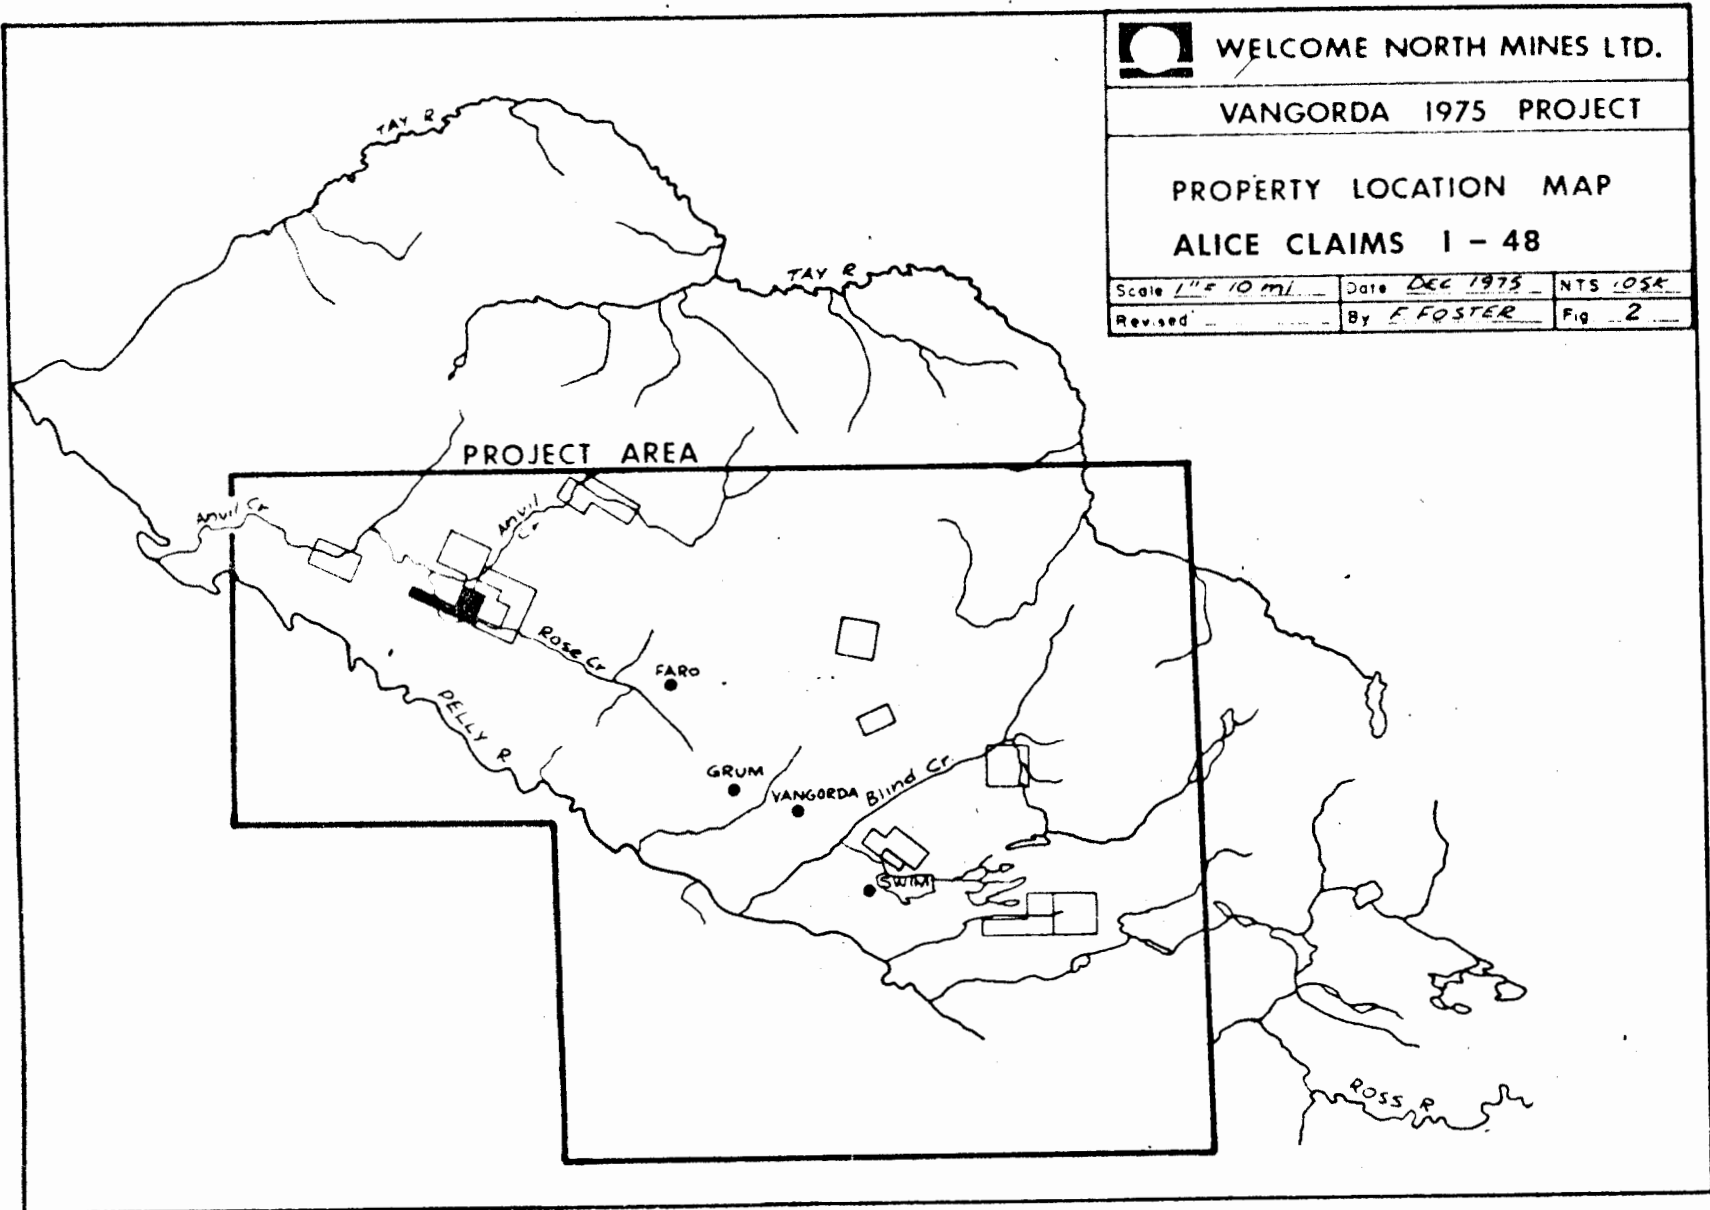 WELCOME NORTH MINES LTD.
VANGORDA 1975 PROJECT
PROPERTY LOCATION MAP
ALICE CLAIMS 1 – 48
Scale 1" = 10 mi Date DEC 1975 NTS 105K
Revised By F. FOSTER Fig 2
TAY R
TAY R
PROJECT AREA
Anvil Cr
Anvil Cr
Rose Cr
FARO
PELLY R
GRUM
VANGORDA
Blind Cr.
SWIM
ROSS R